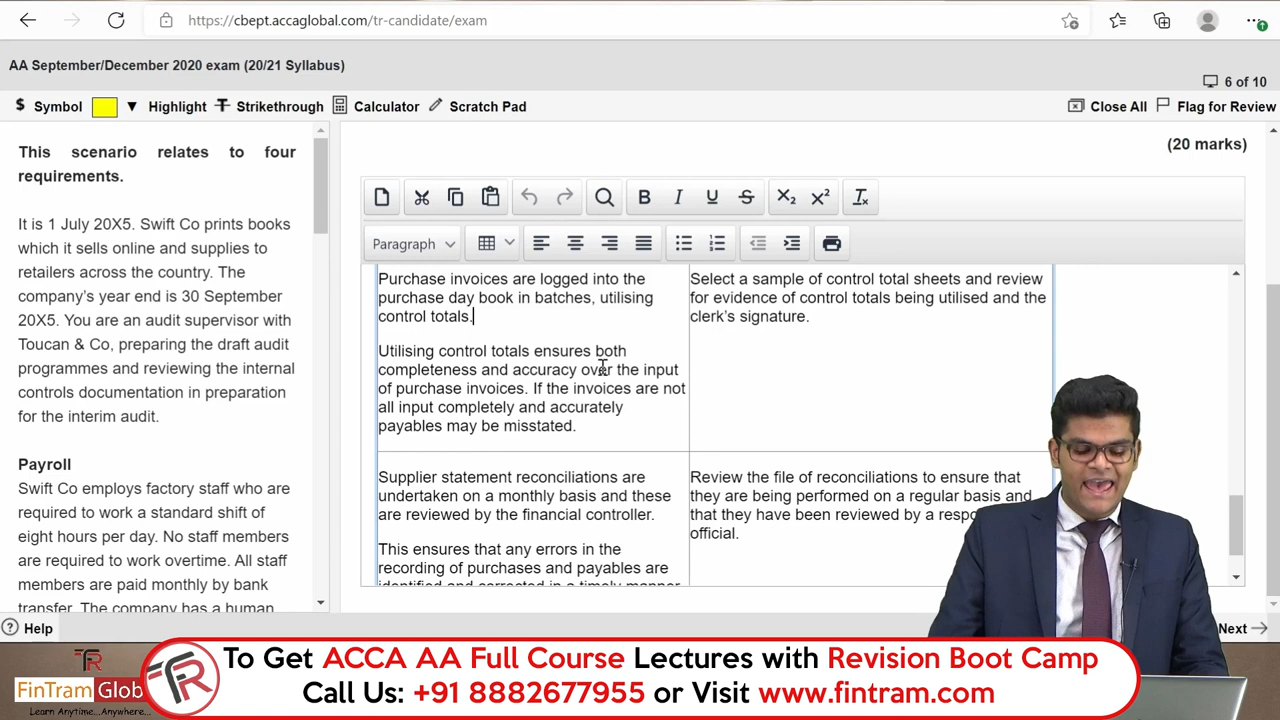 https://cbept.accaglobal.com/tr-candidate/exam
AA September/December 2020 exam (20/21 Syllabus)
6 of 10
$ Symbol
Highlight
Strikethrough
Calculator
Scratch Pad
Close All
Flag for Review
This scenario relates to four
requirements.
It is 1 July 20X5. Swift Co prints books
which it sells online and supplies to
retailers across the country. The
company's year end is 30 September
20X5. You are an audit supervisor with
Toucan & Co, preparing the draft audit
programmes and reviewing the internal
controls documentation in preparation
for the interim audit.
Payroll
Swift Co employs factory staff who are
required to work a standard shift of
eight hours per day. No staff members
are required to work overtime. All staff
members are paid monthly by bank
transfer. The company has a human
(20 marks)
Paragraph
Purchase invoices are logged into the
purchase day book in batches, utilising
control totals.
Utilising control totals ensures both
completeness and accuracy over the input
of purchase invoices. If the invoices are not
all input completely and accurately
payables may be misstated.
Select a sample of control total sheets and review
for evidence of control totals being utilised and the
clerk's signature.
Supplier statement reconciliations are
undertaken on a monthly basis and these
are reviewed by the financial controller.
This ensures that any errors in the
recording of purchases and payables are
identified and corrected in a timely manner
Review the file of reconciliations to ensure that
they are being performed on a regular basis and
that they have been reviewed by a
official.
Help
Next
FinTram Glob
Learn Anytime...Anywhere...
To Get ACCA AA Full Course Lectures with Revision Boot Camp
Call Us: +91 8882677955 or Visit www.fintram.com